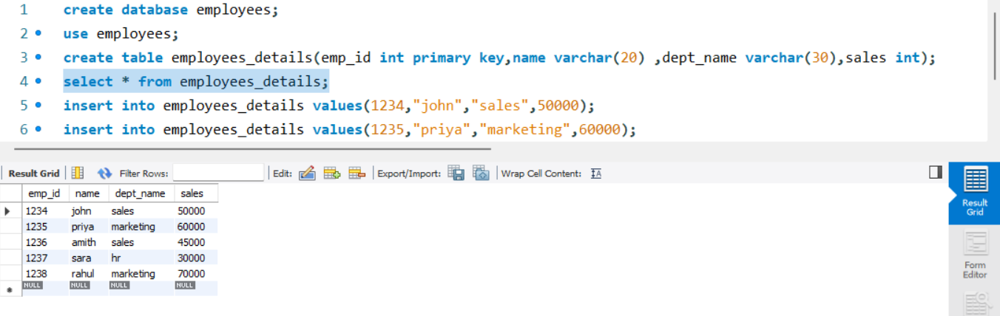 1 create database employees;
2 use employees;
3 create table employees_details(emp_id int primary key,name varchar(20) ,dept_name varchar(30),sales int);
4 select * from employees_details;
5 insert into employees_details values(1234,"john","sales",50000);
6 insert into employees_details values(1235,"priya","marketing",60000);
Result Grid Filter Rows: Edit: Export/Import: Wrap Cell Content: IA
emp_id name dept_name sales
1234 john sales 50000
1235 priya marketing 60000
1236 amith sales 45000
1237 sara hr 30000
1238 rahul marketing 70000
NULL NULL NULL NULL
Result
Grid
Form
Editor